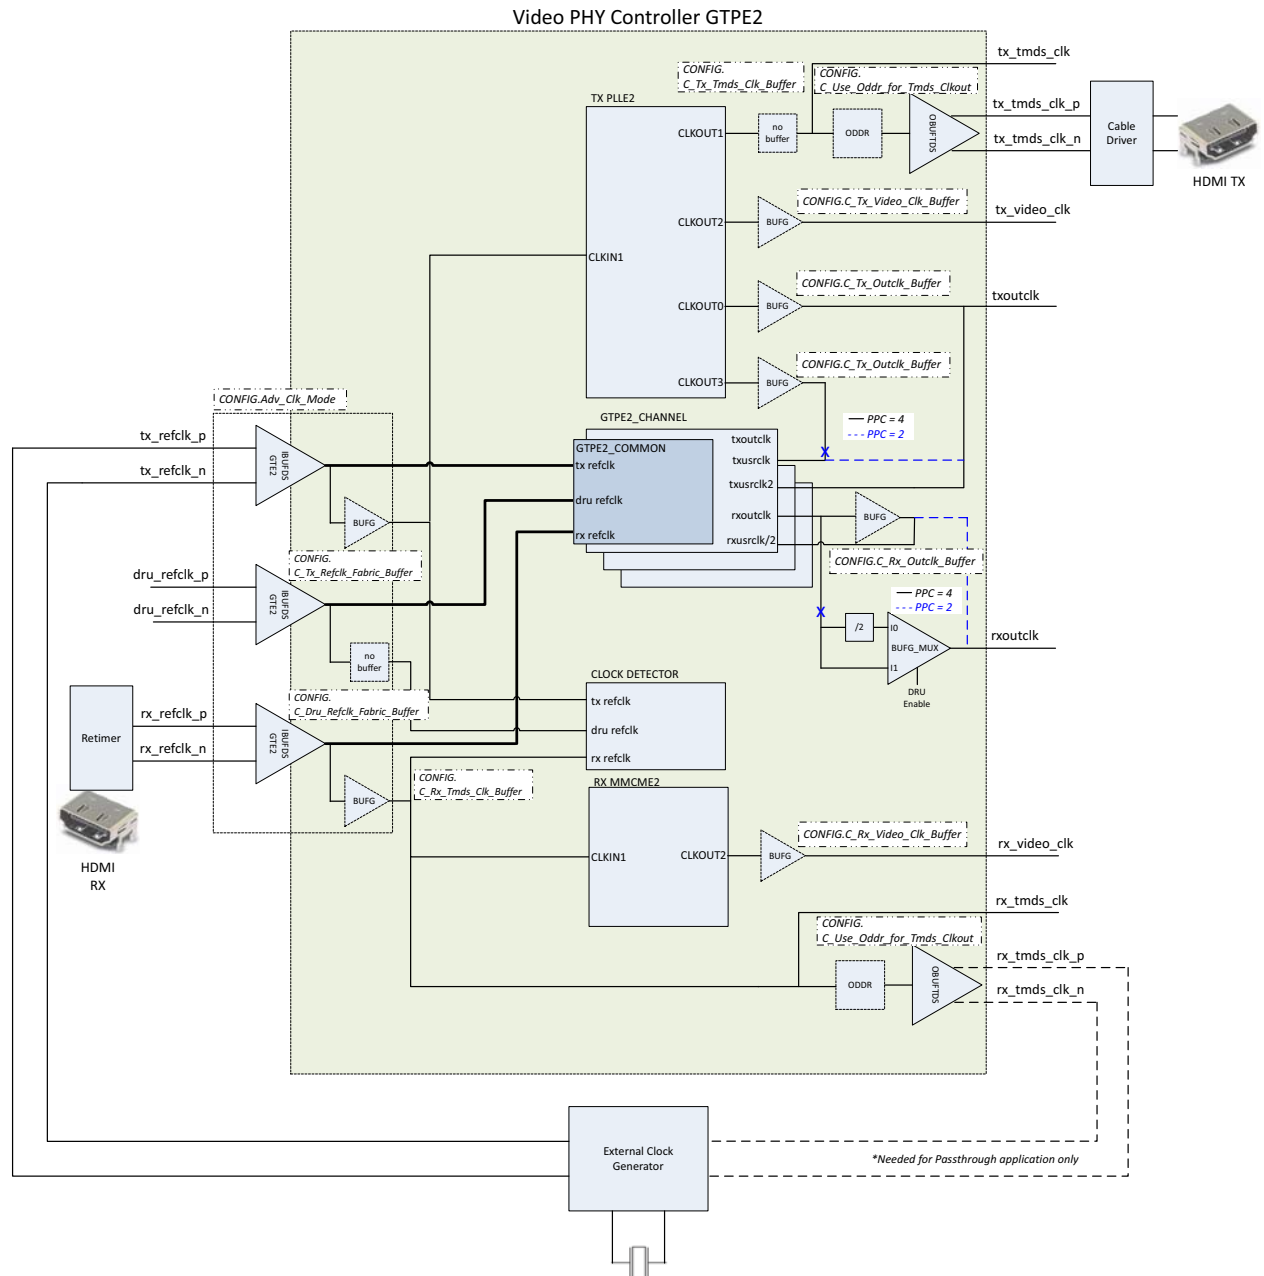 Video PHY Controller GTPE2
tx_tmds_clk
CONFIG.
C_Tx_Tmds_Clk_Buffer
CONFIG.
C_Use_Oddr_for_Tmds_Clkout
TX PLLE2
CLKOUT1
no
buffer
ODDR
OBUFTDS
tx_tmds_clk_p
tx_tmds_clk_n
Cable
Driver
HDMI TX
CONFIG.C_Tx_Video_Clk_Buffer
CLKOUT2
BUFG
tx_video_clk
CLKIN1
CONFIG.C_Tx_Outclk_Buffer
CLKOUT0
BUFG
txoutclk
CONFIG.C_Tx_Outclk_Buffer
CLKOUT3
BUFG
CONFIG.Adv_Clk_Mode
GTPE2_CHANNEL
PPC = 4
PPC = 2
tx_refclk_p
tx_refclk_n
IBUFDS
GTE2
GTPE2_COMMON
tx refclk
dru refclk
rx refclk
txoutclk
txusrclk
txusrclk2
rxoutclk
rxusrclk/2
X
BUFG
BUFG
CONFIG.
C_Tx_Refclk_Fabric_Buffer
CONFIG.C_Rx_Outclk_Buffer
dru_refclk_p
dru_refclk_n
IBUFDS
GTE2
PPC = 4
PPC = 2
X
/2
I0
BUFG_MUX
I1
rxoutclk
DRU
Enable
no
buffer
CLOCK DETECTOR
tx refclk
dru refclk
rx refclk
CONFIG.
C_Dru_Refclk_Fabric_Buffer
Retimer
rx_refclk_p
rx_refclk_n
IBUFDS
GTE2
BUFG
CONFIG.
C_Rx_Tmds_Clk_Buffer
HDMI
RX
RX MMCME2
CLKIN1
CLKOUT2
BUFG
CONFIG.C_Rx_Video_Clk_Buffer
rx_video_clk
rx_tmds_clk
CONFIG.
C_Use_Oddr_for_Tmds_Clkout
ODDR
OBUFTDS
rx_tmds_clk_p
rx_tmds_clk_n
External Clock
Generator
*Needed for Passthrough application only